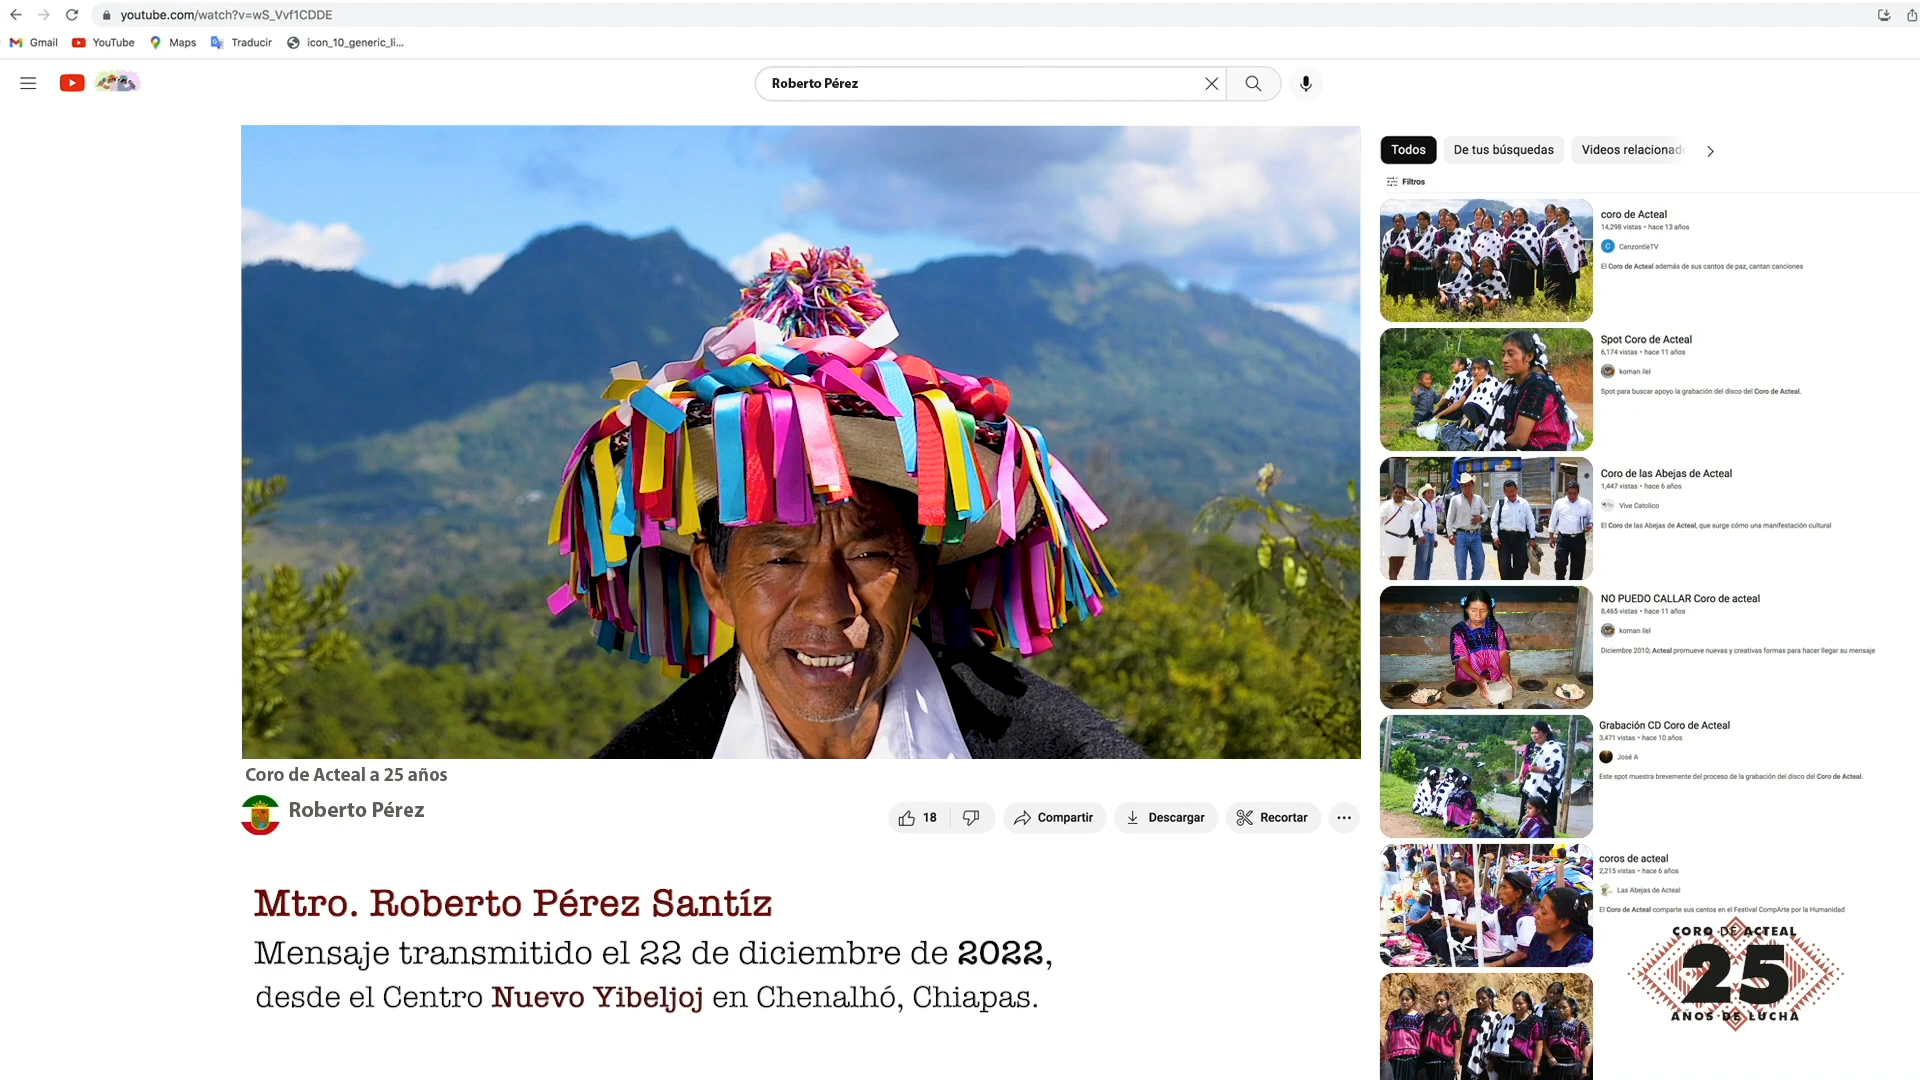 youtube.com/watch?v=wS_Vvf1CDDE
Gmail YouTube Maps Traducir icon_10_generic_li...
Roberto Pérez
Todos De tus búsquedas Videos relacionad
Filtros
coro de Acteal
14,298 vistas • hace 13 años
C CenzontleTV
El Coro de Acteal además de sus cantos de paz, cantan canciones
Spot Coro de Acteal
6,174 vistas • hace 11 años
koman ilel
Spot para buscar apoyo la grabación del disco del Coro de Acteal.
Coro de las Abejas de Acteal
1,447 vistas • hace 6 años
Vive Catolico
El Coro de las Abejas de Acteal, que surge cómo una manifestación cultural
NO PUEDO CALLAR Coro de acteal
8,465 vistas • hace 11 años
koman ilel
Diciembre 2010; Acteal promueve nuevas y creativas formas para hacer llegar su mensaje
Grabación CD Coro de Acteal
3,471 vistas • hace 10 años
José A
Este spot muestra brevemente del proceso de la grabación del disco del Coro de Acteal.
coros de acteal
2,215 vistas • hace 6 años
Las Abejas de Acteal
El Coro de Acteal comparte sus cantos en el Festival CompArte por la Humanidad
Coro de Acteal a 25 años
Roberto Pérez
18 Compartir Descargar Recortar
Mtro. Roberto Pérez Santíz
Mensaje transmitido el 22 de diciembre de 2022,
desde el Centro Nuevo Yibeljoj en Chenalhó, Chiapas.
CORO DE ACTEAL
25
AÑOS DE LUCHA